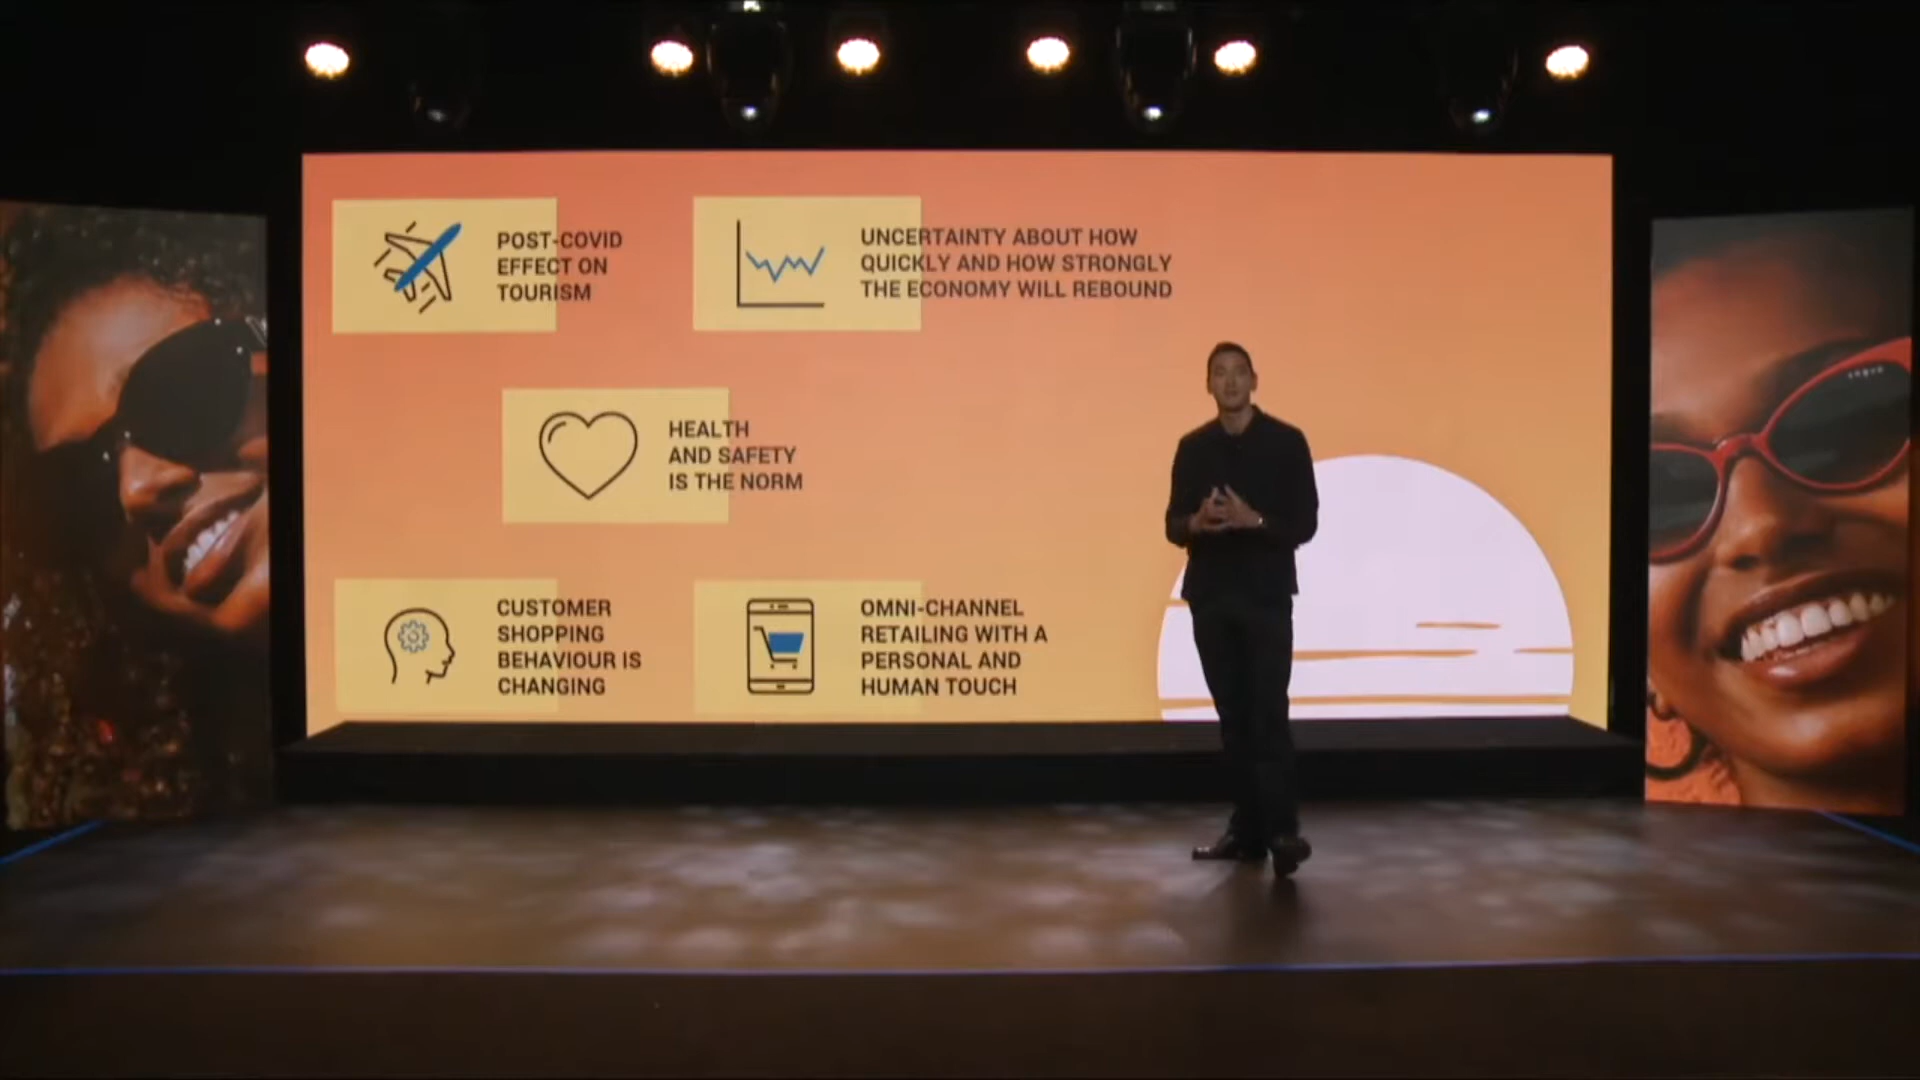 POST-COVID
EFFECT ON
TOURISM
UNCERTAINTY ABOUT HOW
QUICKLY AND HOW STRONGLY
THE ECONOMY WILL REBOUND
HEALTH
AND SAFETY
IS THE NORM
CUSTOMER
SHOPPING
BEHAVIOUR IS
CHANGING
OMNI-CHANNEL
RETAILING WITH A
PERSONAL AND
HUMAN TOUCH
vogue